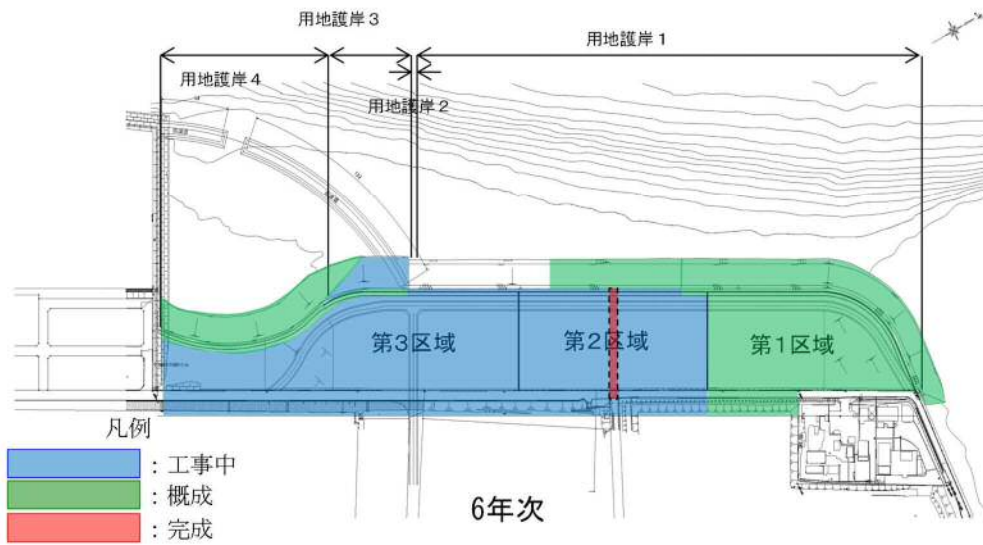 用地護岸3
用地護岸1
用地護岸4
用地護岸2
第3区域
第2区域
第1区域
凡例
：工事中
：概成
：完成
6年次